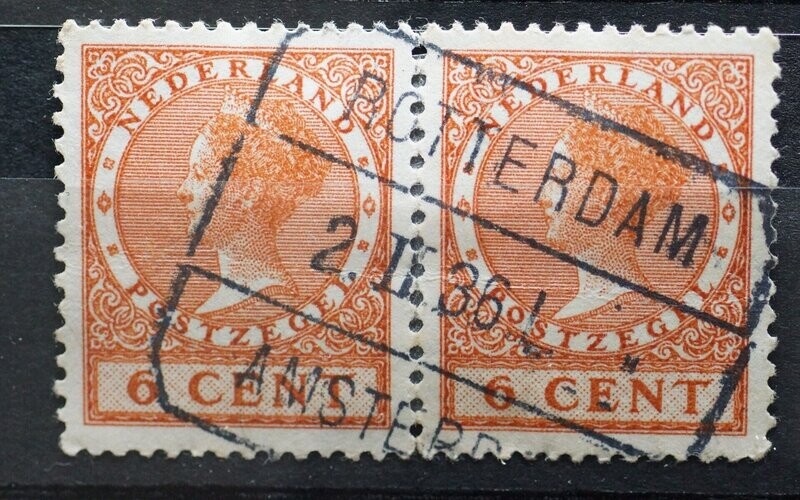 NEDERLAND
POSTZEGEL
6 CENT
NEDERLAND
POSTZEGEL
6 CENT
ROTTERDAM
2.II.36 L
AMSTERD